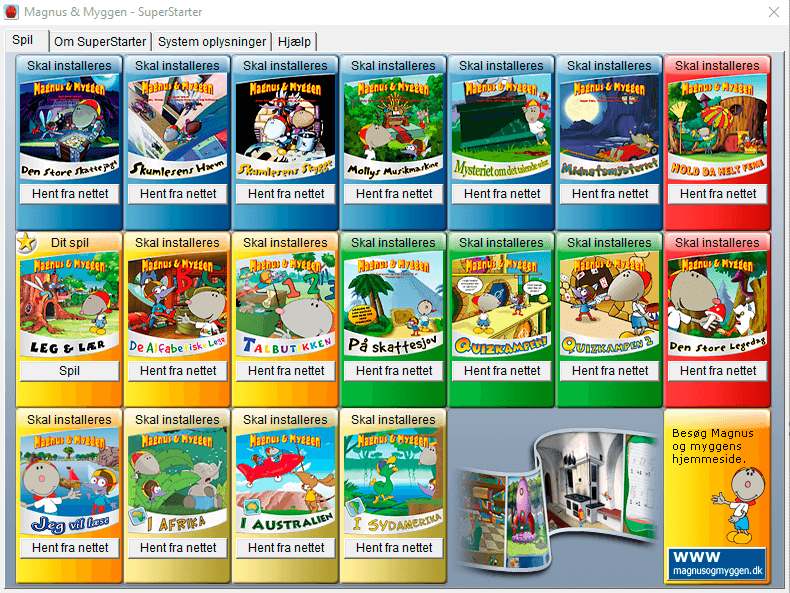 Magnus & Myggen - SuperStarter
Spil Om SuperStarter System oplysninger Hjælp
Skal installeres Skal installeres Skal installeres Skal installeres Skal installeres Skal installeres Skal installeres
Magnus & Myggen Magnus & Myggen Magnus & Myggen Magnus & Myggen Magnus & Myggen Magnus & Myggen Magnus & Myggen
Den Store Skattejagt Skumlesens Hævn Skumlesens Skygge Mollys Musikmaskine Mysteriet om det talende Midnatsmysteriet HOLD DA HELT FERIE
Hent fra nettet Hent fra nettet Hent fra nettet Hent fra nettet Hent fra nettet Hent fra nettet Hent fra nettet
Dit spil Skal installeres Skal installeres Skal installeres Skal installeres Skal installeres Skal installeres
Magnus & Myggen Magnus & Myggen Magnus & Myggen Magnus & Myggen Magnus & Myggen Magnus & Myggen Magnus & Myggen
LEG & LÆR De Alfabetiske Lege TALBUTIKKEN På skattesjov QUIZKAMPEN! QUIZKAMPEN 2 Den Store Legedag
Spil Hent fra nettet Hent fra nettet Hent fra nettet Hent fra nettet Hent fra nettet Hent fra nettet
Skal installeres Skal installeres Skal installeres Skal installeres
Magnus & Myggen Magnus & Myggen Magnus & Myggen Magnus & Myggen
Jeg vil læse I AFRIKA I AUSTRALIEN I SYDAMERIKA
Hent fra nettet Hent fra nettet Hent fra nettet Hent fra nettet
Besøg Magnus
og myggens
hjemmeside.
WWW
magnusogmyggen.dk